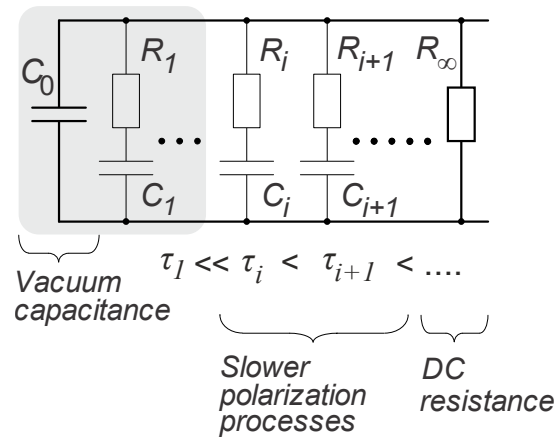 C0 R1 Ri Ri+1 R∞
C1 Ci Ci+1
τ1 << τi < τi+1 < ....
Vacuum
capacitance
Slower
polarization
processes
DC
resistance